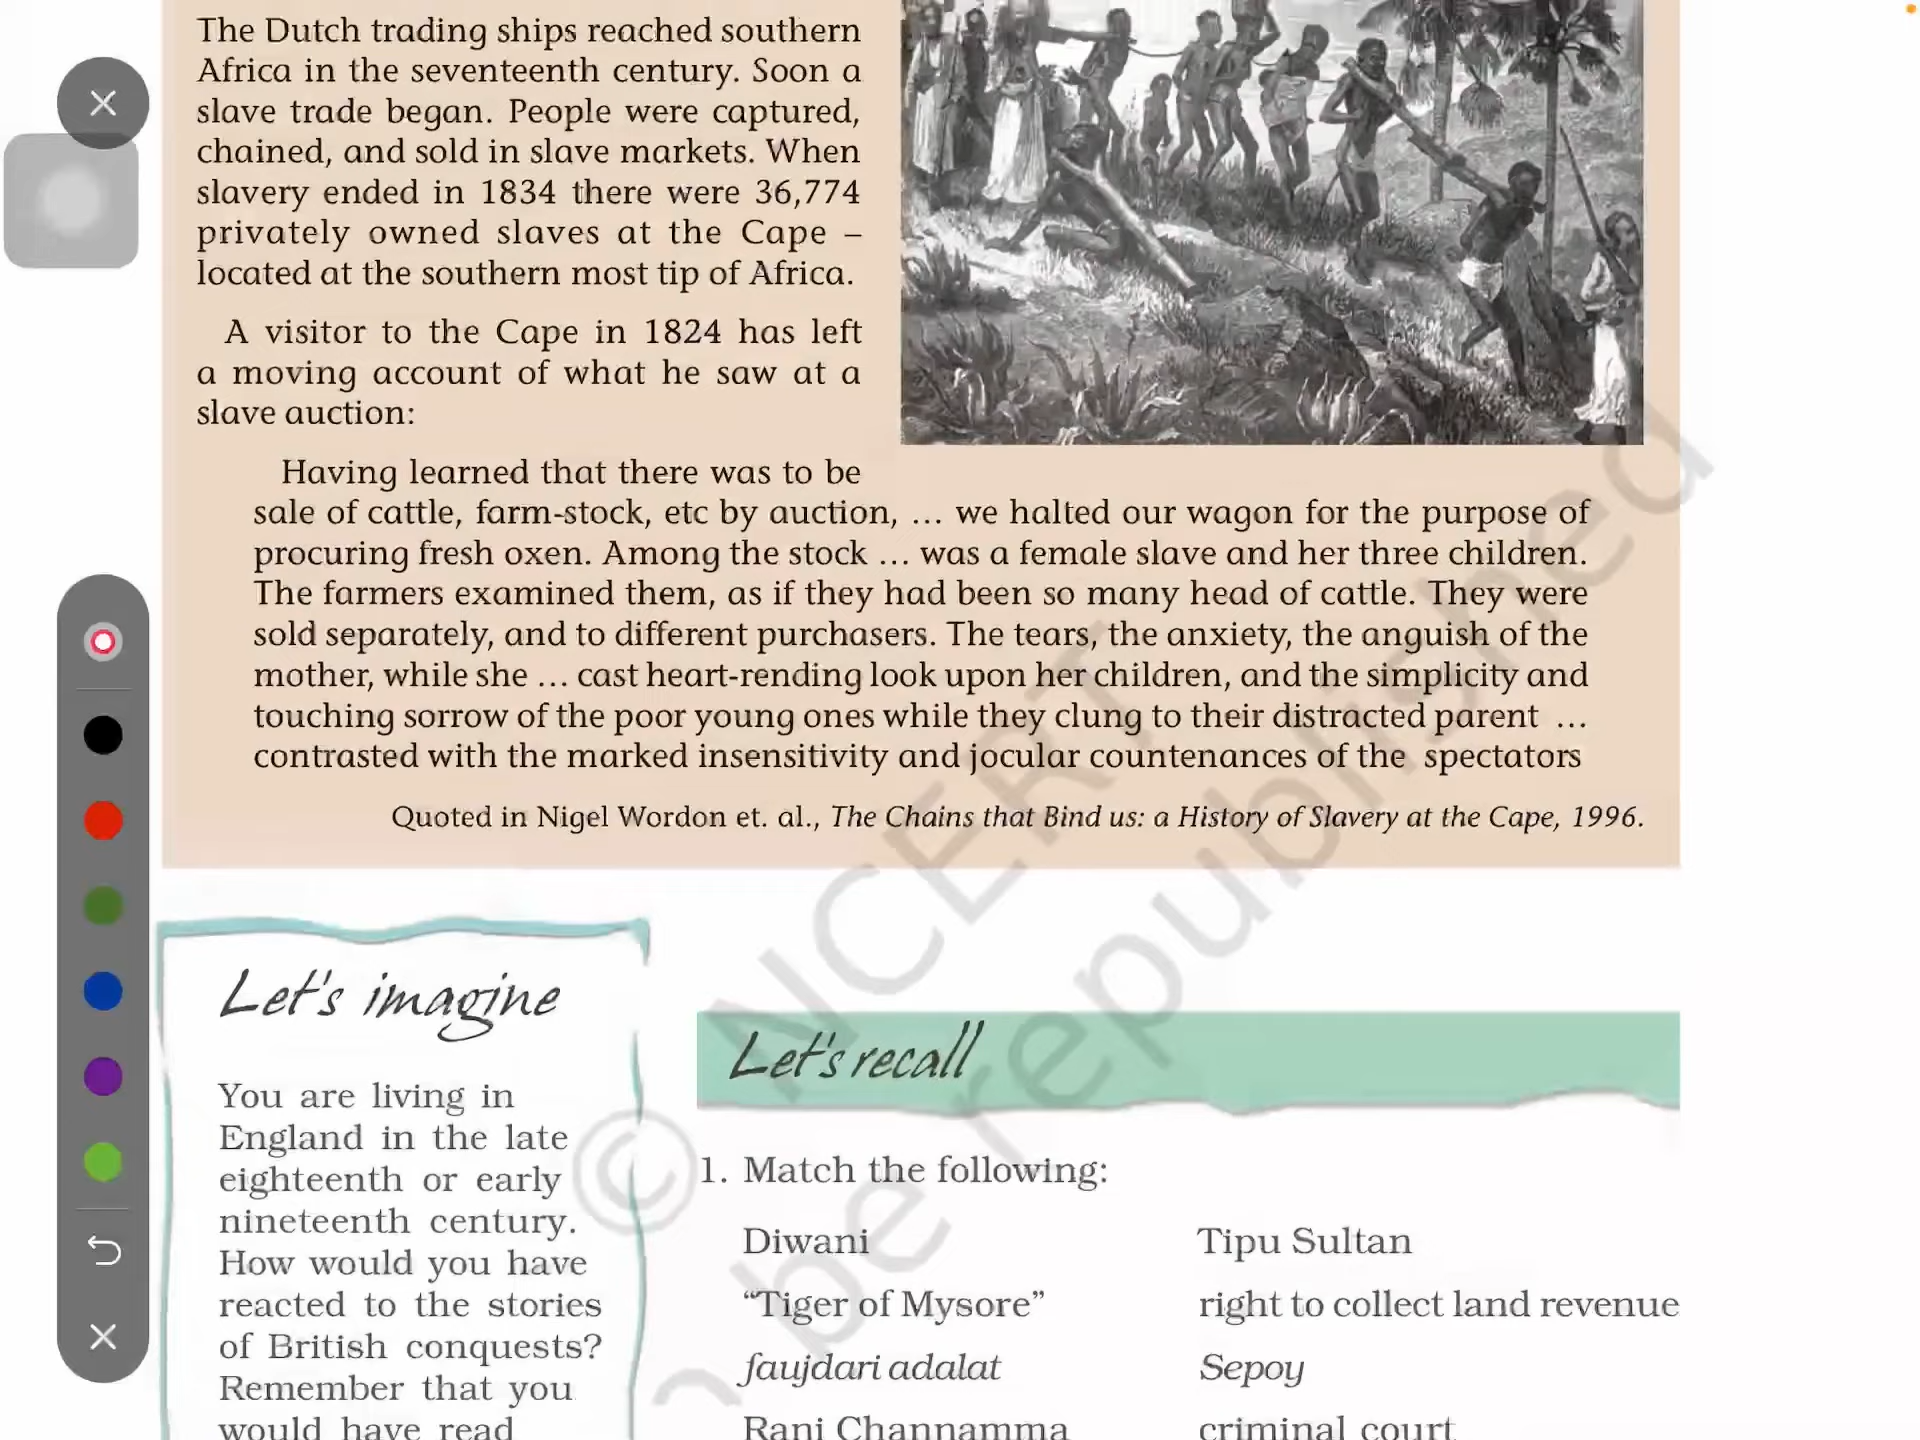 The Dutch trading ships reached southern
Africa in the seventeenth century. Soon a
slave trade began. People were captured,
chained, and sold in slave markets. When
slavery ended in 1834 there were 36,774
privately owned slaves at the Cape –
located at the southern most tip of Africa.
A visitor to the Cape in 1824 has left
a moving account of what he saw at a
slave auction:
Having learned that there was to be
sale of cattle, farm-stock, etc by auction, ... we halted our wagon for the purpose of
procuring fresh oxen. Among the stock ... was a female slave and her three children.
The farmers examined them, as if they had been so many head of cattle. They were
sold separately, and to different purchasers. The tears, the anxiety, the anguish of the
mother, while she ... cast heart-rending look upon her children, and the simplicity and
touching sorrow of the poor young ones while they clung to their distracted parent ...
contrasted with the marked insensitivity and jocular countenances of the spectators
Quoted in Nigel Wordon et. al., The Chains that Bind us: a History of Slavery at the Cape, 1996.
Let's imagine
You are living in
England in the late
eighteenth or early
nineteenth century.
How would you have
reacted to the stories
of British conquests?
Remember that you
would have read
Let's recall
1. Match the following:
Diwani Tipu Sultan
“Tiger of Mysore” right to collect land revenue
faujdari adalat Sepoy
Rani Channamma criminal court
© NCERT
be republished